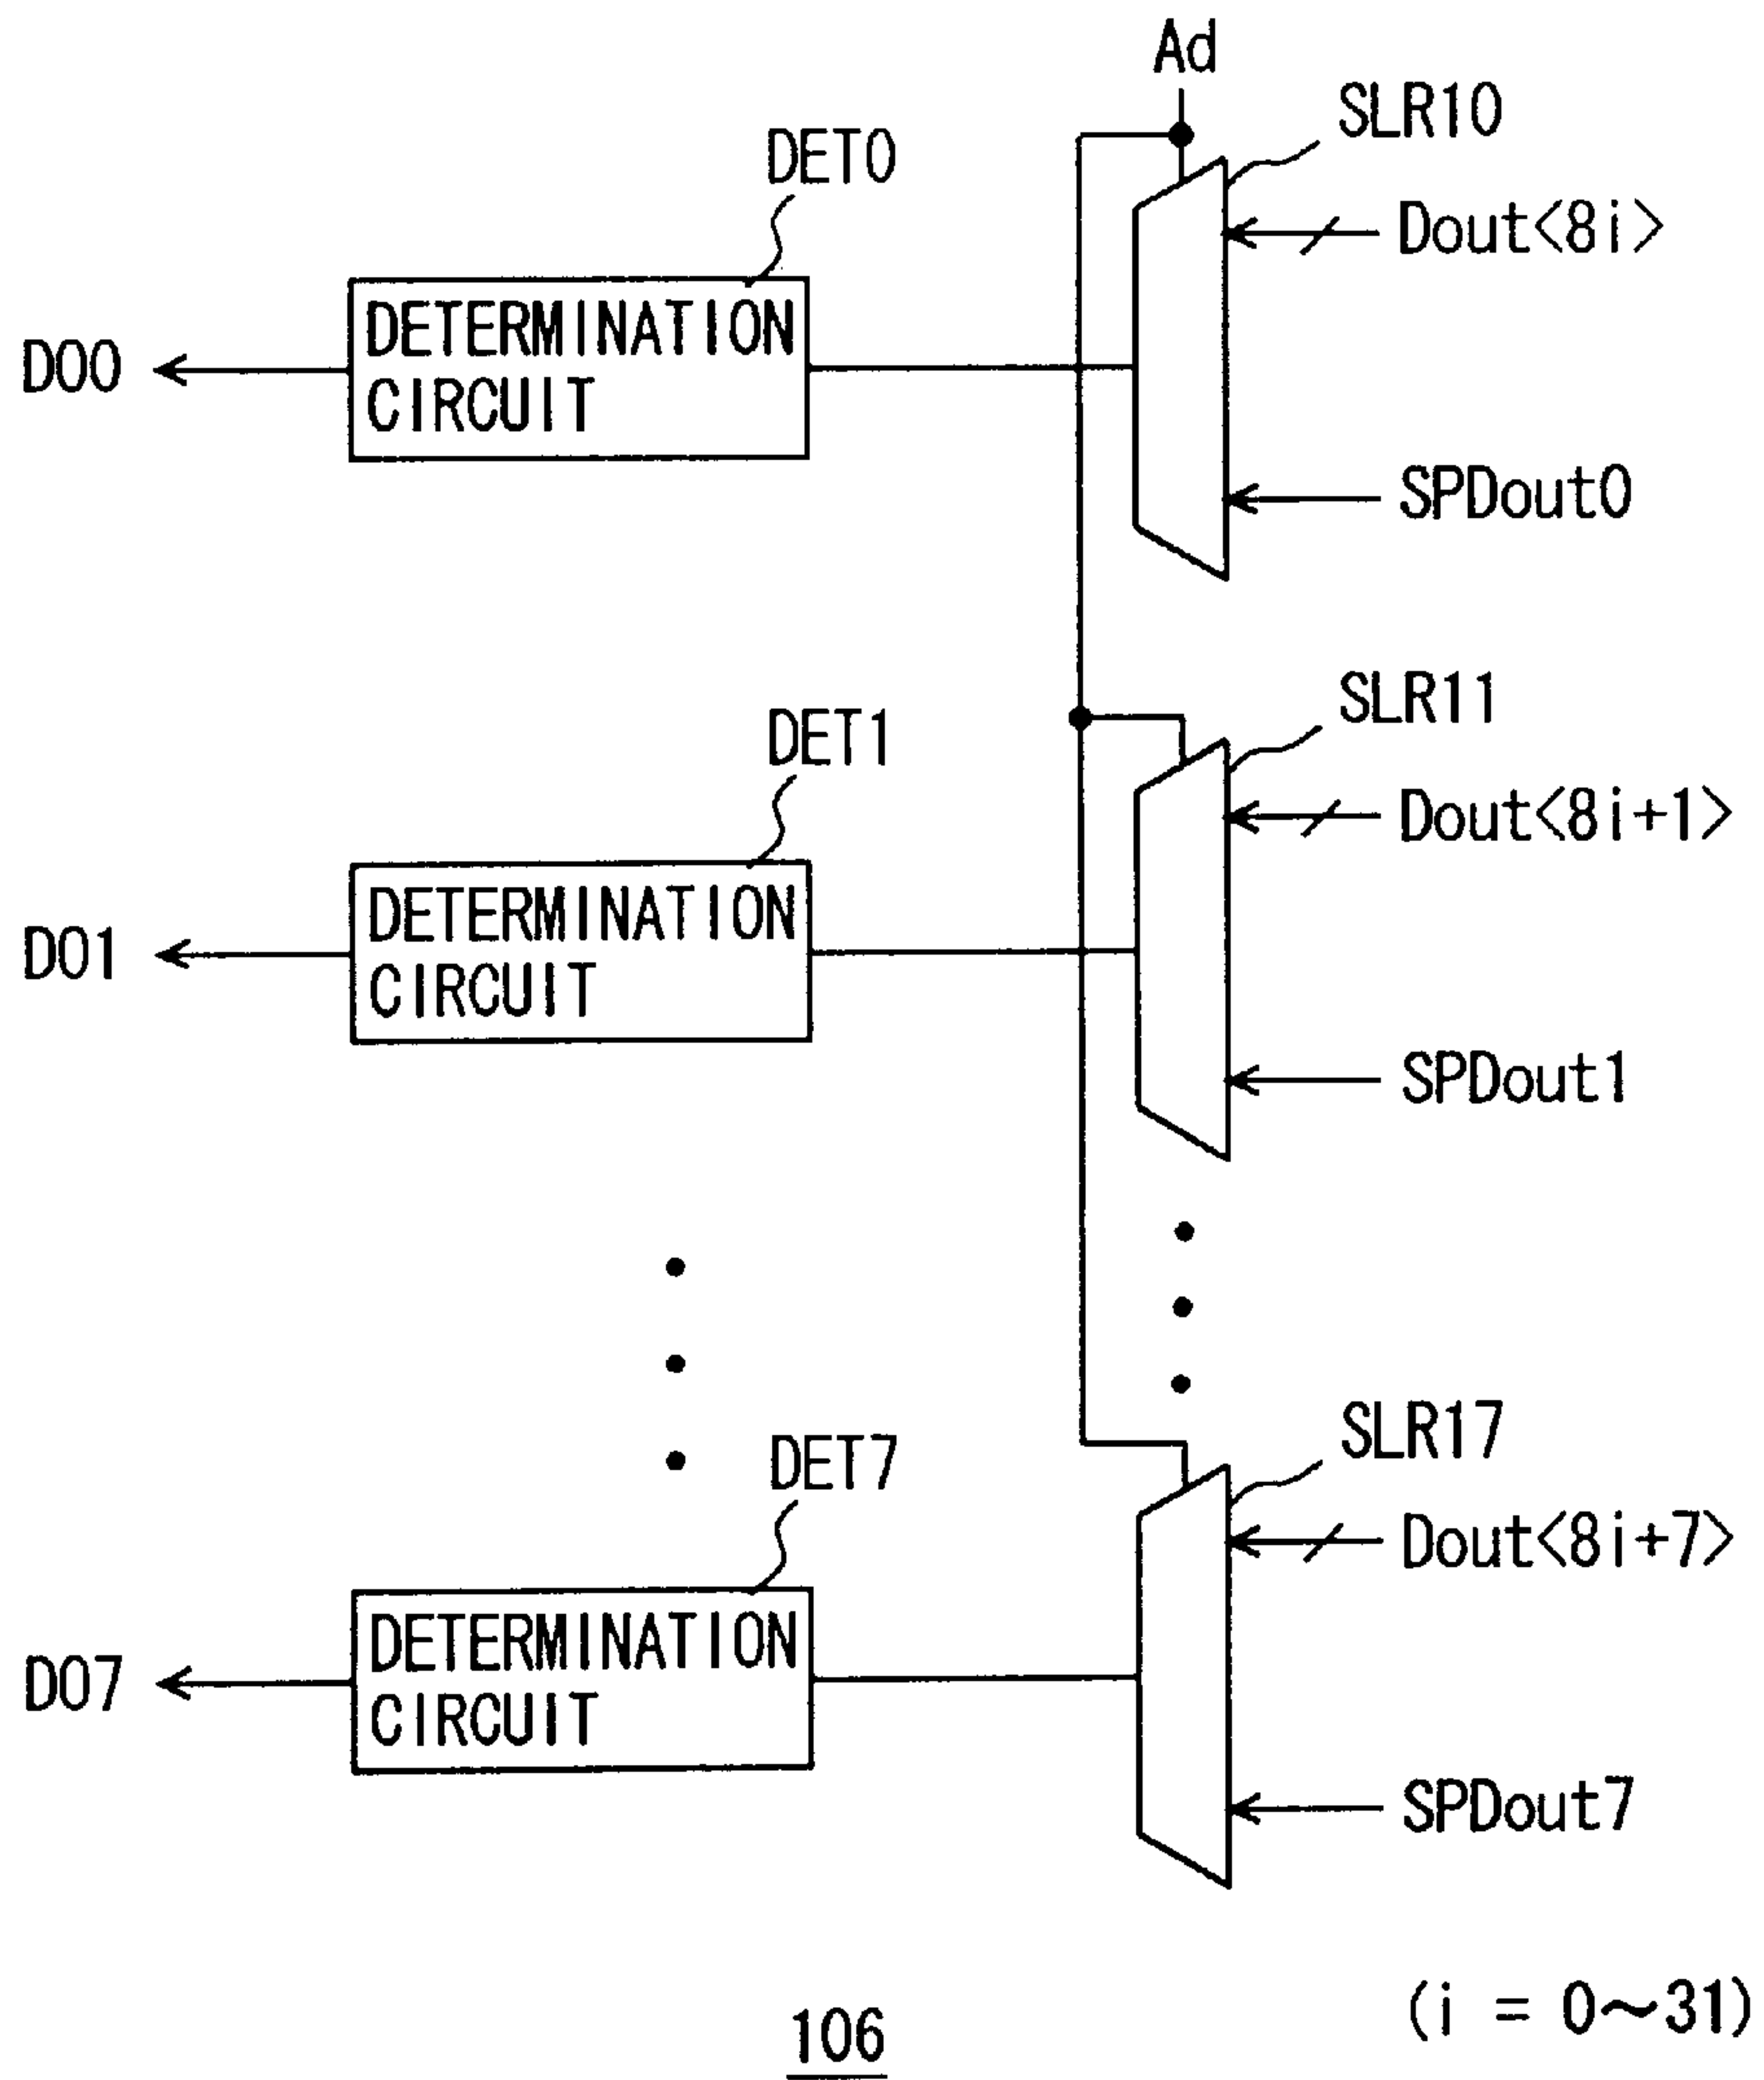 Ad
SLR10
DET0
Dout<8i>
DETERMINATION
CIRCUIT
DO0
SPDout0
SLR11
DET1
Dout<8i+1>
DETERMINATION
CIRCUIT
DO1
SPDout1
SLR17
DET7
Dout<8i+7>
DETERMINATION
CIRCUIT
DO7
SPDout7
(i = 0~31)
106